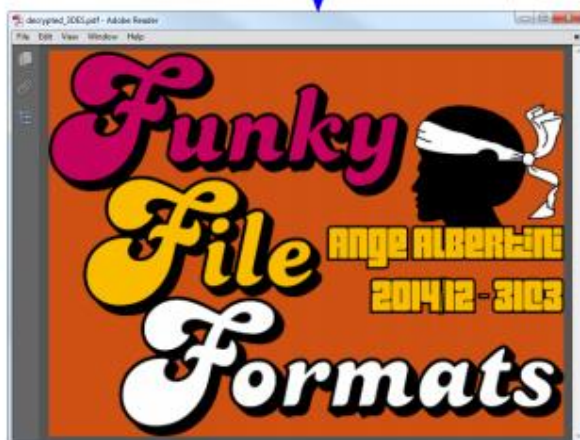 decrypted_3DES.pdf - Adobe Reader
File Edit View Window Help
Funky
File
ANGE ALBERTINI
2014/12 - 31C3
Formats